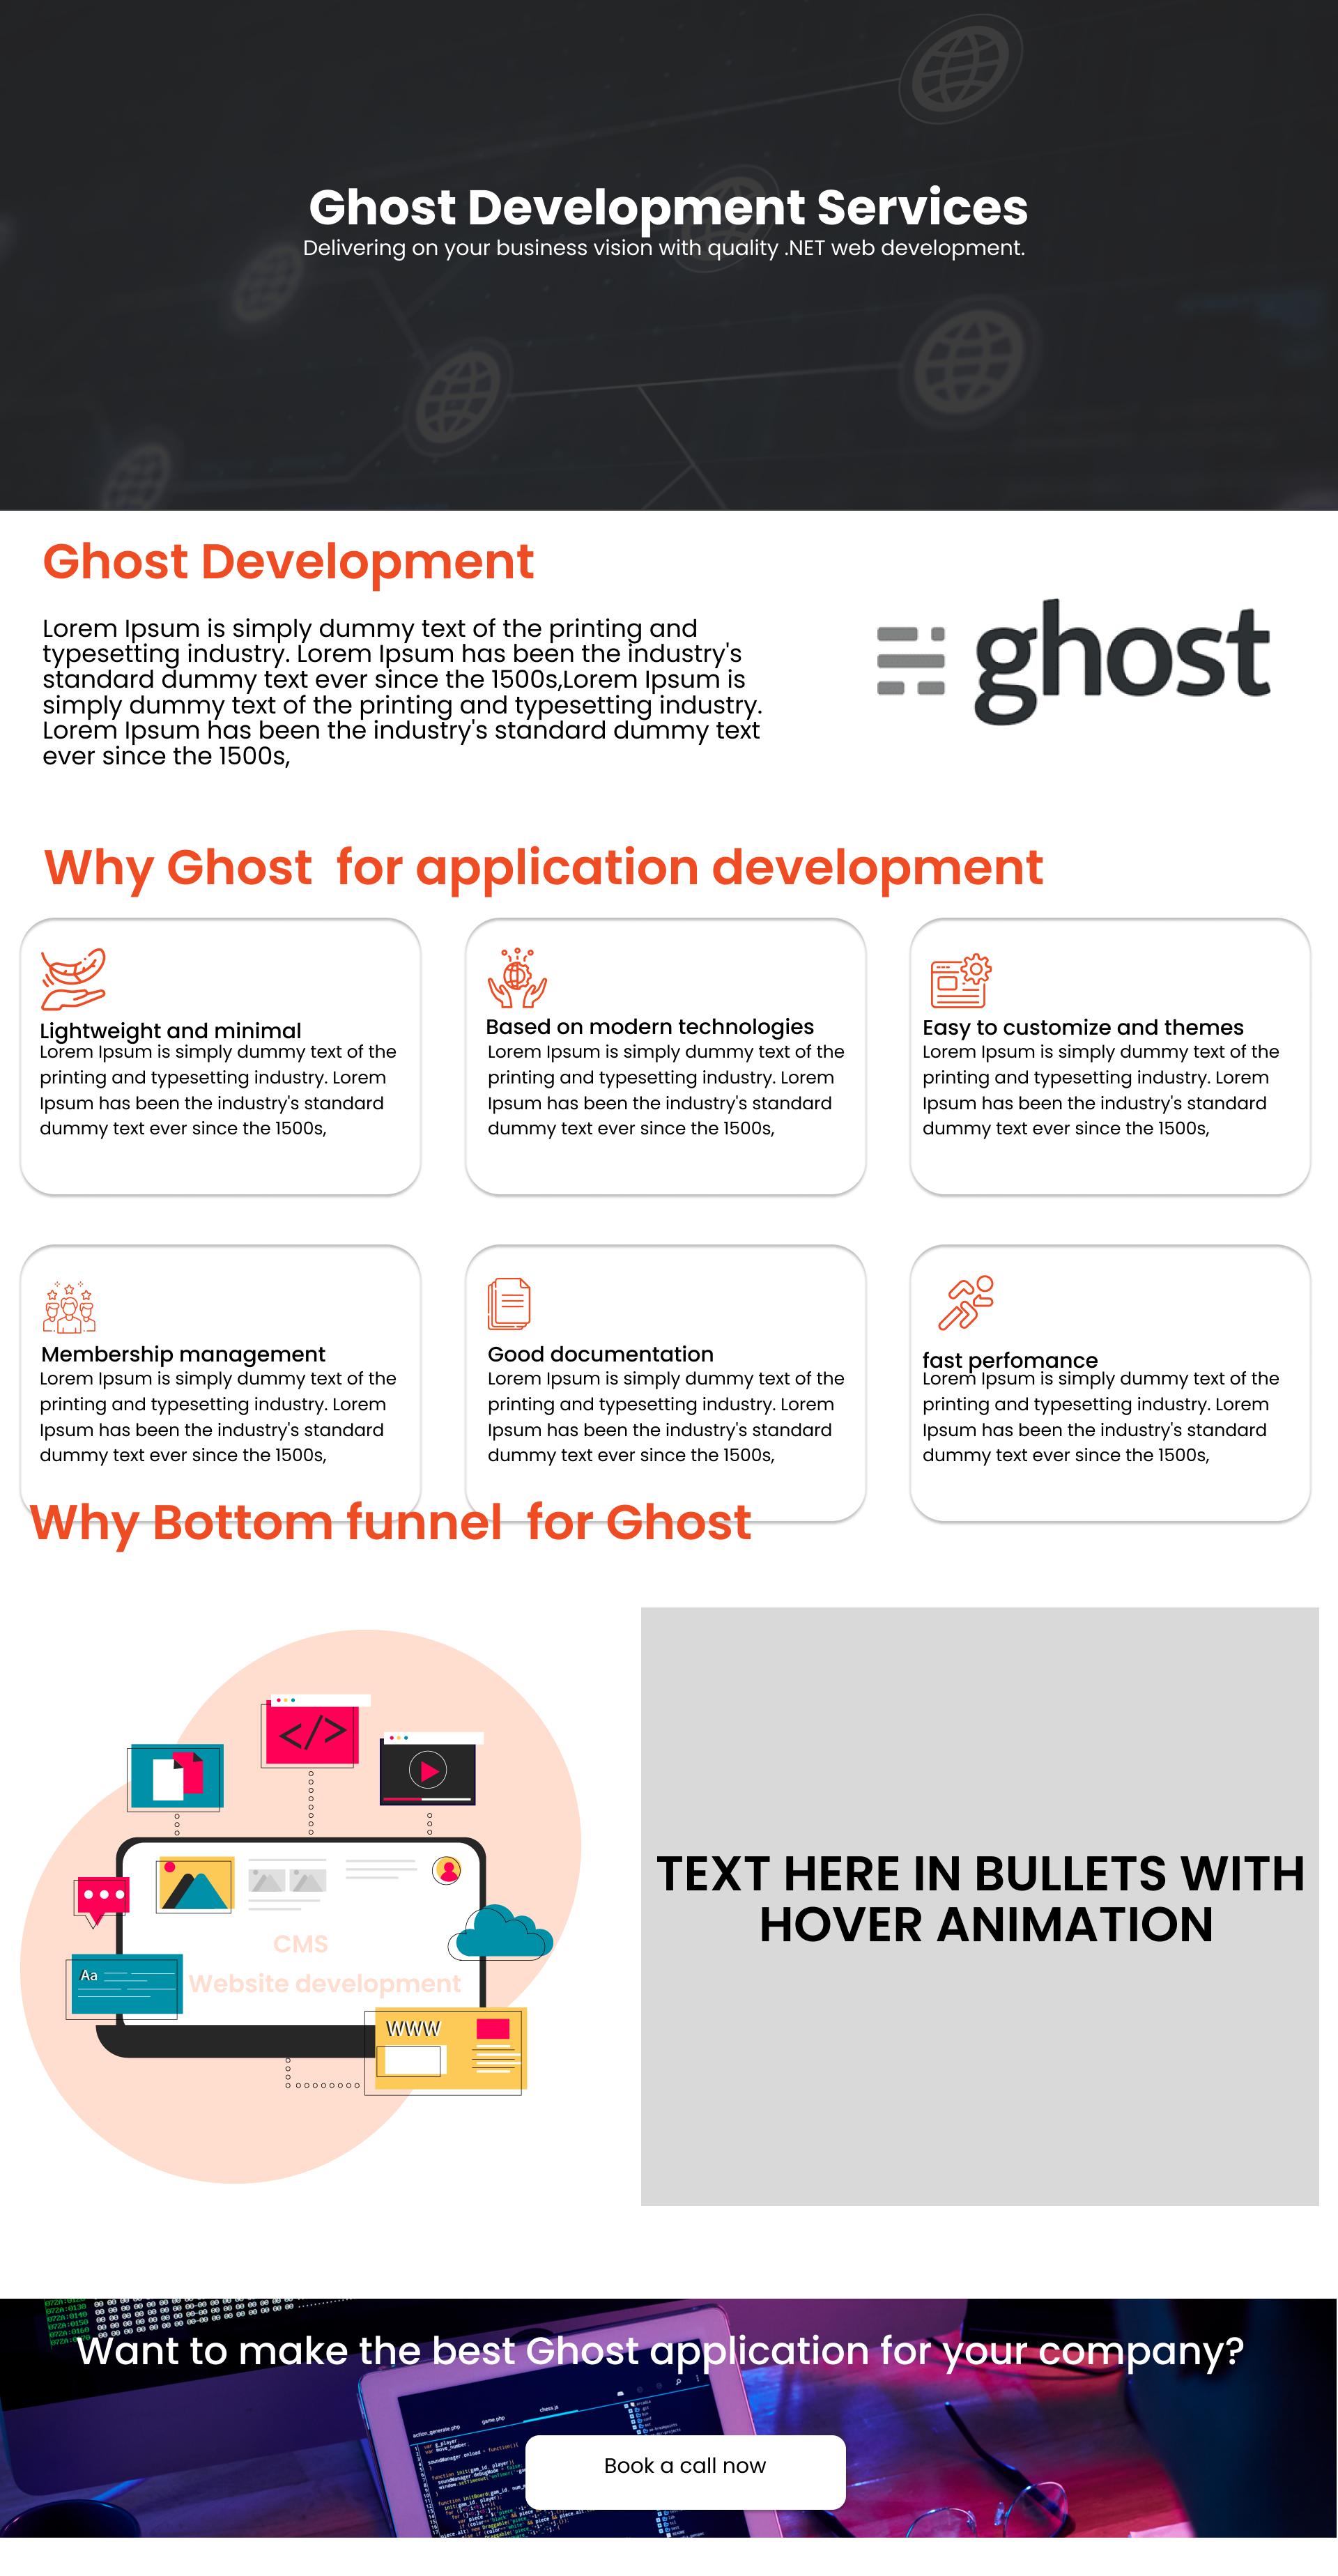 Ghost Development Services
Delivering on your business vision with quality .NET web development.
Ghost Development
Lorem Ipsum is simply dummy text of the printing and
typesetting industry. Lorem Ipsum has been the industry's
standard dummy text ever since the 1500s,Lorem Ipsum is
simply dummy text of the printing and typesetting industry.
Lorem Ipsum has been the industry's standard dummy text
ever since the 1500s,
ghost
Why Ghost  for application development
Lightweight and minimal
Lorem Ipsum is simply dummy text of the
printing and typesetting industry. Lorem
Ipsum has been the industry's standard
dummy text ever since the 1500s,
Based on modern technologies
Lorem Ipsum is simply dummy text of the
printing and typesetting industry. Lorem
Ipsum has been the industry's standard
dummy text ever since the 1500s,
Easy to customize and themes
Lorem Ipsum is simply dummy text of the
printing and typesetting industry. Lorem
Ipsum has been the industry's standard
dummy text ever since the 1500s,
Membership management
Lorem Ipsum is simply dummy text of the
printing and typesetting industry. Lorem
Ipsum has been the industry's standard
dummy text ever since the 1500s,
Good documentation
Lorem Ipsum is simply dummy text of the
printing and typesetting industry. Lorem
Ipsum has been the industry's standard
dummy text ever since the 1500s,
fast perfomance
Lorem Ipsum is simply dummy text of the
printing and typesetting industry. Lorem
Ipsum has been the industry's standard
dummy text ever since the 1500s,
Why Bottom funnel  for Ghost
</>
CMS
Website development
Aa
WWW
TEXT HERE IN BULLETS WITH
HOVER ANIMATION
Want to make the best Ghost application for your company?
action_generate.php
game.php
chess.js
Book a call now